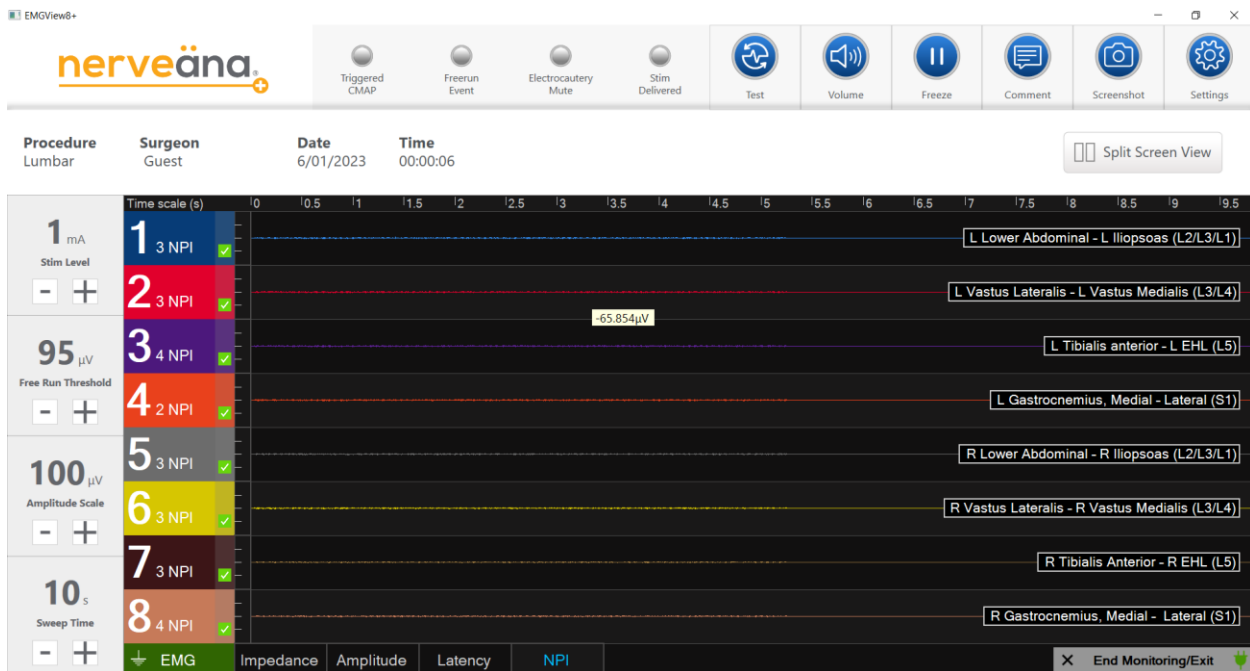 EMGView8+
nerveäna®
Triggered CMAP
Freerun Event
Electrocautery Mute
Stim Delivered
Test
Volume
Freeze
Comment
Screenshot
Settings
Procedure Surgeon Date Time
Lumbar Guest 6/01/2023 00:00:06
Split Screen View
Time scale (s) 0 0.5 1 1.5 2 2.5 3 3.5 4 4.5 5 5.5 6 6.5 7 7.5 8 8.5 9 9.5
1 mA
Stim Level
- +
95 µV
Free Run Threshold
- +
100 µV
Amplitude Scale
- +
10 s
Sweep Time
- +
1 3 NPI L Lower Abdominal - L Iliopsoas (L2/L3/L1)
2 3 NPI L Vastus Lateralis - L Vastus Medialis (L3/L4)
-65.854µV
3 4 NPI L Tibialis anterior - L EHL (L5)
4 2 NPI L Gastrocnemius, Medial - Lateral (S1)
5 3 NPI R Lower Abdominal - R Iliopsoas (L2/L3/L1)
6 3 NPI R Vastus Lateralis - R Vastus Medialis (L3/L4)
7 3 NPI R Tibialis Anterior - R EHL (L5)
8 4 NPI R Gastrocnemius, Medial - Lateral (S1)
EMG Impedance Amplitude Latency NPI X End Monitoring/Exit